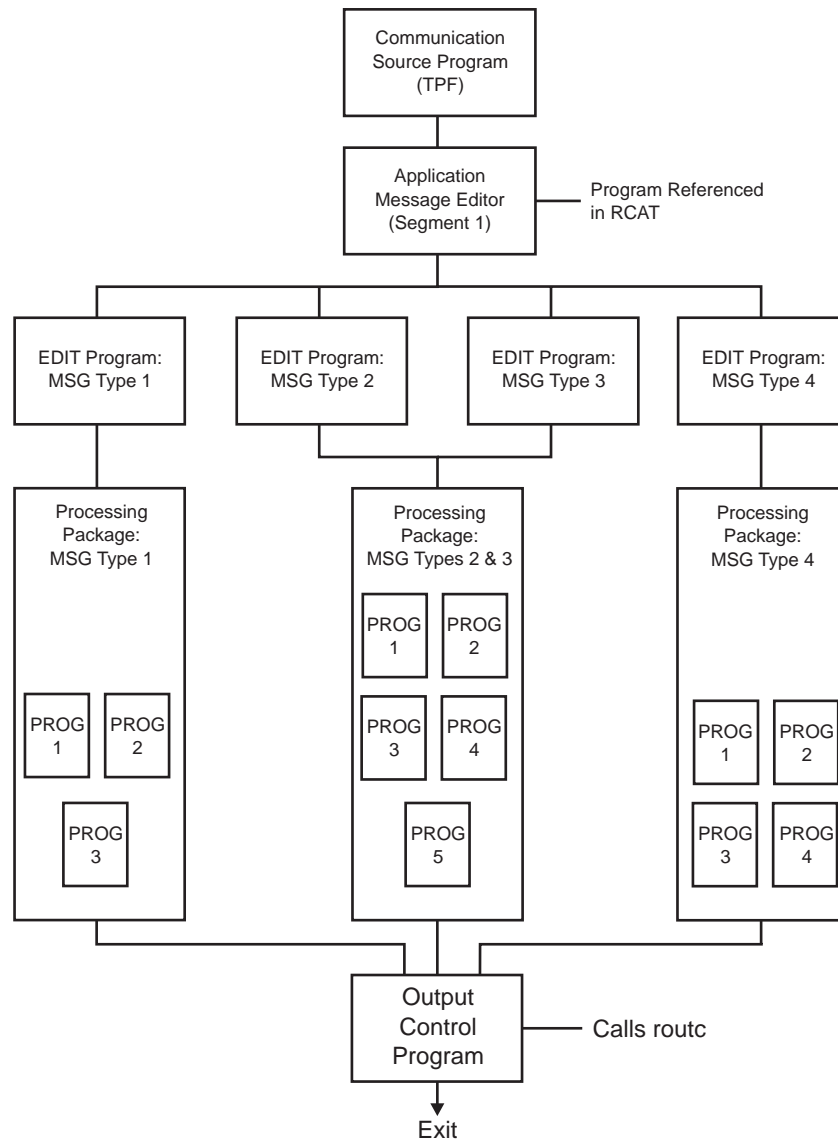 Communication
Source Program
(TPF)
Application
Message Editor
(Segment 1)
Program Referenced
in RCAT
EDIT Program:
MSG Type 1
EDIT Program:
MSG Type 2
EDIT Program:
MSG Type 3
EDIT Program:
MSG Type 4
Processing
Package:
MSG Type 1
PROG
1
PROG
2
PROG
3
Processing
Package:
MSG Types 2 & 3
PROG
1
PROG
2
PROG
3
PROG
4
PROG
5
Processing
Package:
MSG Type 4
PROG
1
PROG
2
PROG
3
PROG
4
Output
Control
Program
Calls routc
Exit